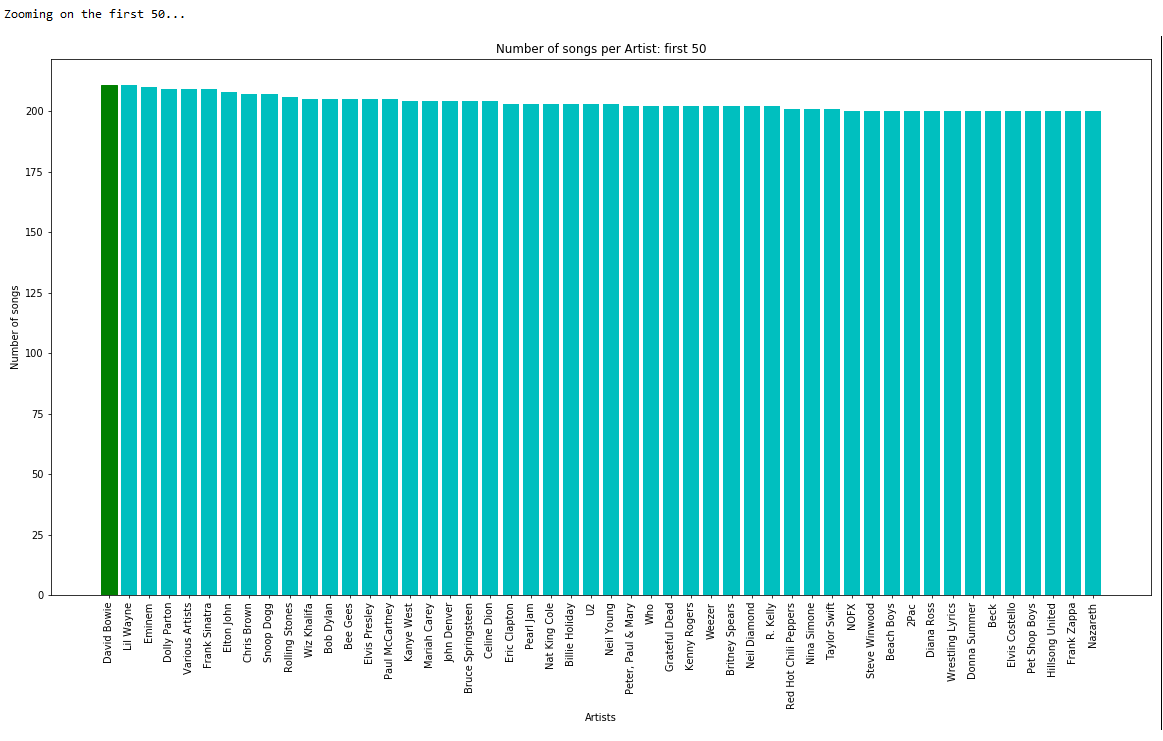 Zooming on the first 50...
Number of songs per Artist: first 50
Number of songs
200
175
150
125
100
75
50
25
0
David Bowie
Lil Wayne
Eminem
Dolly Parton
Various Artists
Frank Sinatra
Elton John
Chris Brown
Snoop Dogg
Rolling Stones
Wiz Khalifa
Bob Dylan
Bee Gees
Elvis Presley
Paul McCartney
Kanye West
Mariah Carey
John Denver
Bruce Springsteen
Celine Dion
Eric Clapton
Pearl Jam
Nat King Cole
Billie Holiday
U2
Neil Young
Peter, Paul & Mary
Who
Grateful Dead
Kenny Rogers
Weezer
Britney Spears
Neil Diamond
R. Kelly
Red Hot Chili Peppers
Nina Simone
Taylor Swift
NOFX
Steve Winwood
Beach Boys
2Pac
Diana Ross
Wrestling Lyrics
Donna Summer
Beck
Elvis Costello
Pet Shop Boys
Hillsong United
Frank Zappa
Nazareth
Artists